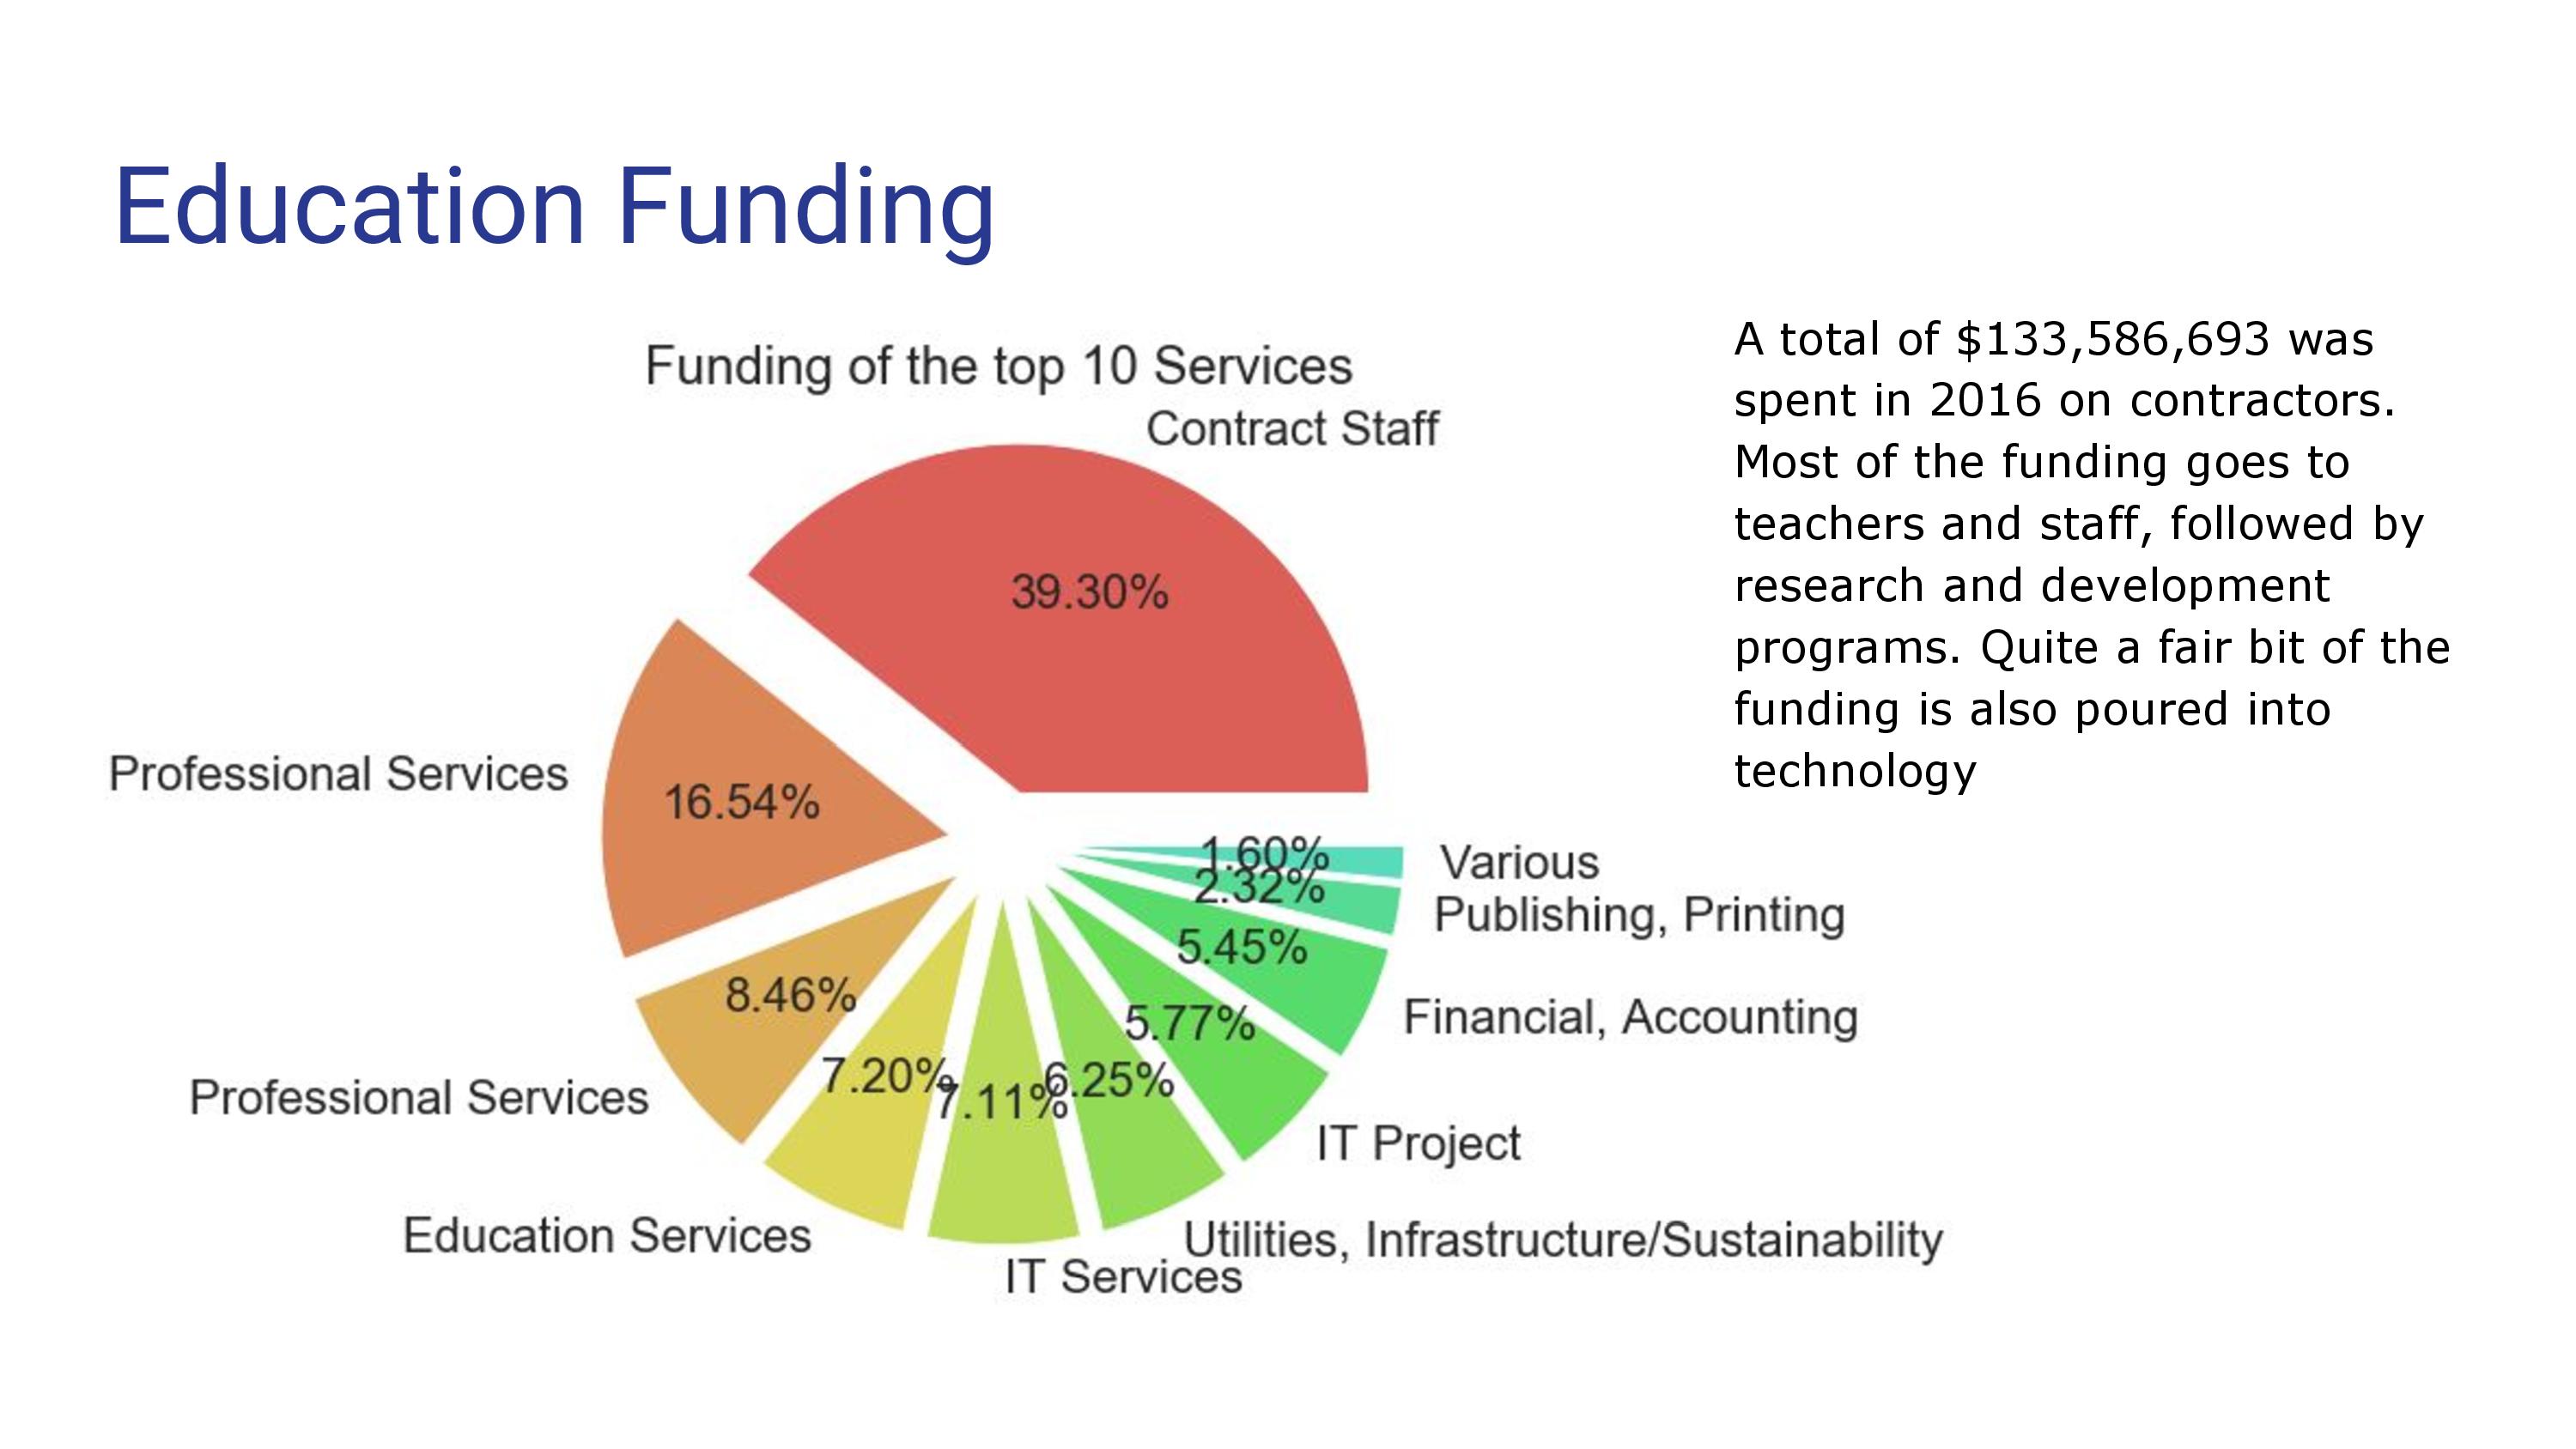 Education Funding
Funding of the top 10 Services
Contract Staff
39.30%
Professional Services
16.54%
8.46%
Professional Services
7.20%
Education Services
7.11%
IT Services
6.25%
Utilities, Infrastructure/Sustainability
5.77%
IT Project
5.45%
Financial, Accounting
2.32%
Publishing, Printing
1.60%
Various
A total of $133,586,693 was
spent in 2016 on contractors.
Most of the funding goes to
teachers and staff, followed by
research and development
programs. Quite a fair bit of the
funding is also poured into
technology